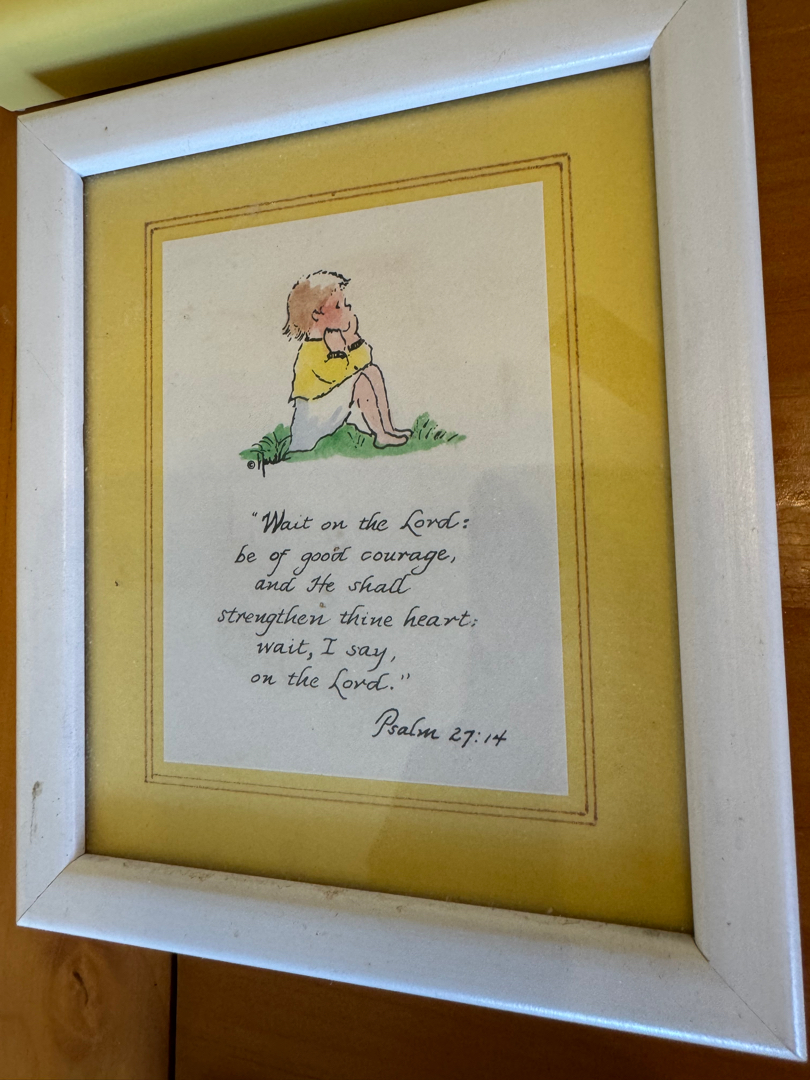 ©
"Wait on the Lord:
be of good courage,
and He shall
strengthen thine heart:
wait, I say,
on the Lord."
Psalm 27:14